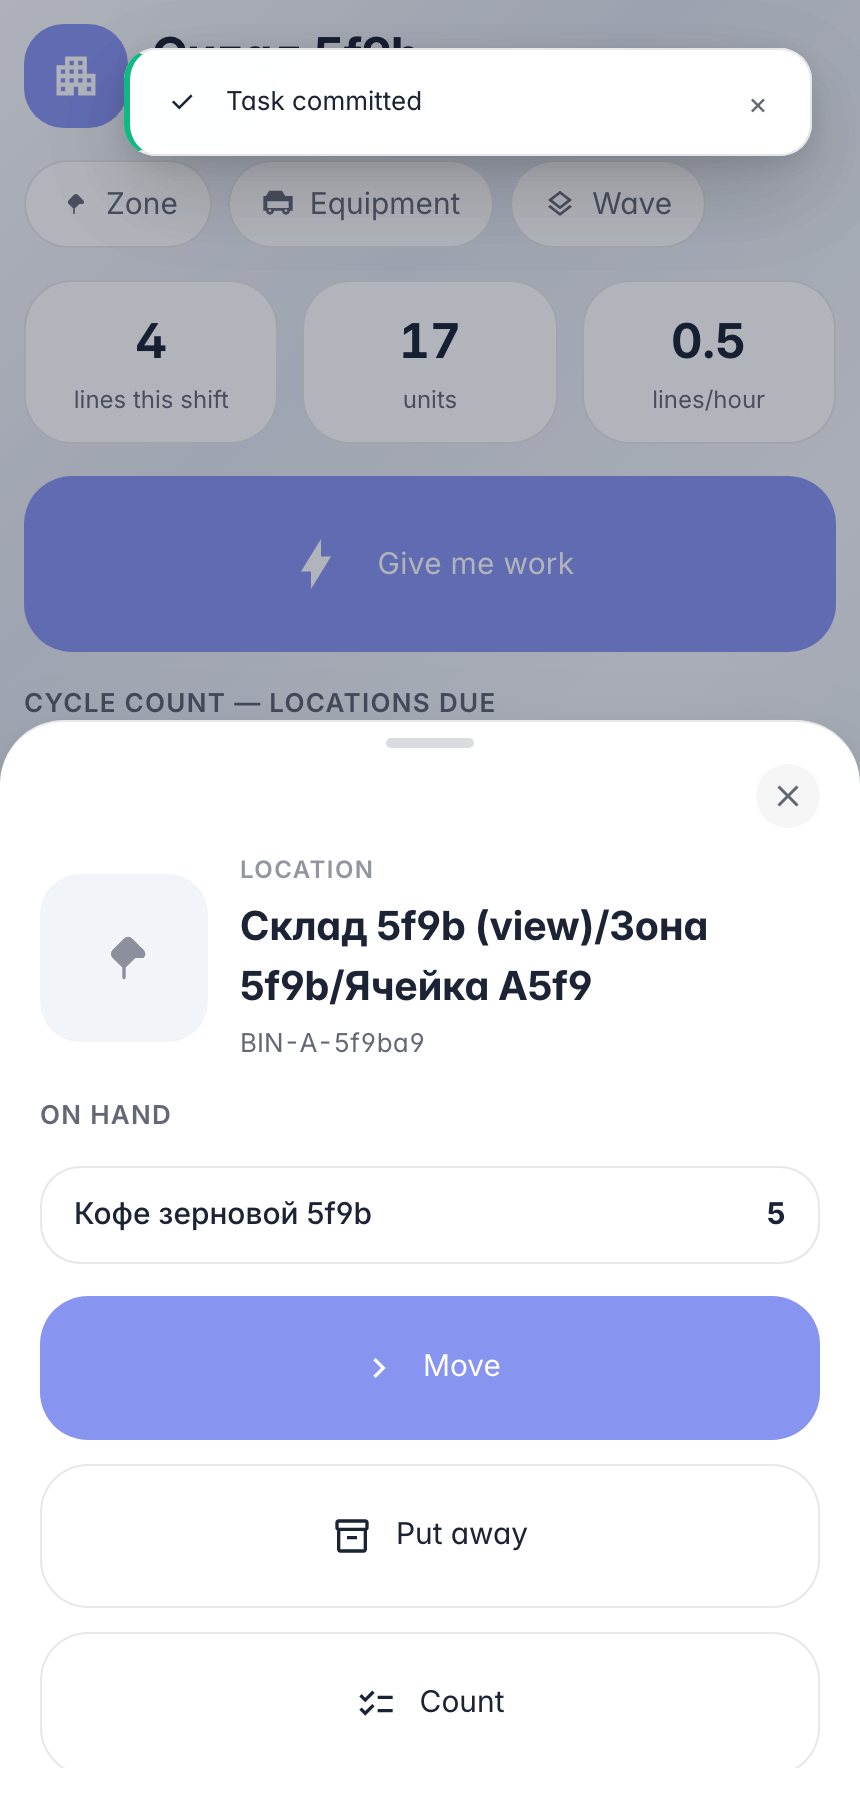 Склад 5f9b
Task committed
Zone
Equipment
Wave
4
lines this shift
17
units
0.5
lines/hour
Give me work
CYCLE COUNT — LOCATIONS DUE
LOCATION
Склад 5f9b (view)/Зона
5f9b/Ячейка A5f9
BIN-A-5f9ba9
ON HAND
Кофе зерновой 5f9b
5
Move
Put away
Count